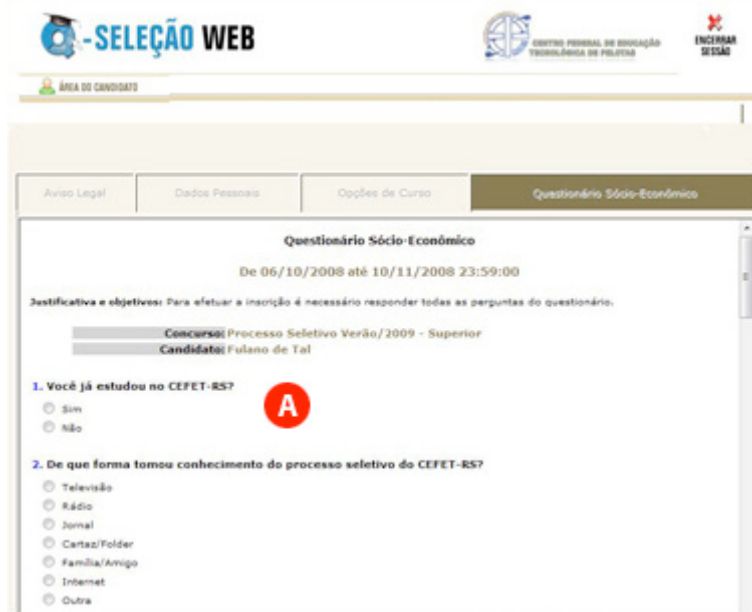 Q-SELEÇÃO WEB
CENTRO FEDERAL DE EDUCAÇÃO
TECNOLÓGICA DE PELOTAS
ENCERRAR
SESSÃO
ÁREA DO CANDIDATO
Aviso Legal
Dados Pessoais
Opções de Curso
Questionário Sócio-Econômico
Questionário Sócio-Econômico
De 06/10/2008 até 10/11/2008 23:59:00
Justificativa e objetivos: Para efetuar a inscrição é necessário responder todas as perguntas do questionário.
Concurso: Processo Seletivo Verão/2009 - Superior
Candidato: Fulano de Tal
1. Você já estudou no CEFET-RS?
A
Sim
Não
2. De que forma tomou conhecimento do processo seletivo do CEFET-RS?
Televisão
Rádio
Jornal
Cartaz/Folder
Família/Amigo
Internet
Outra